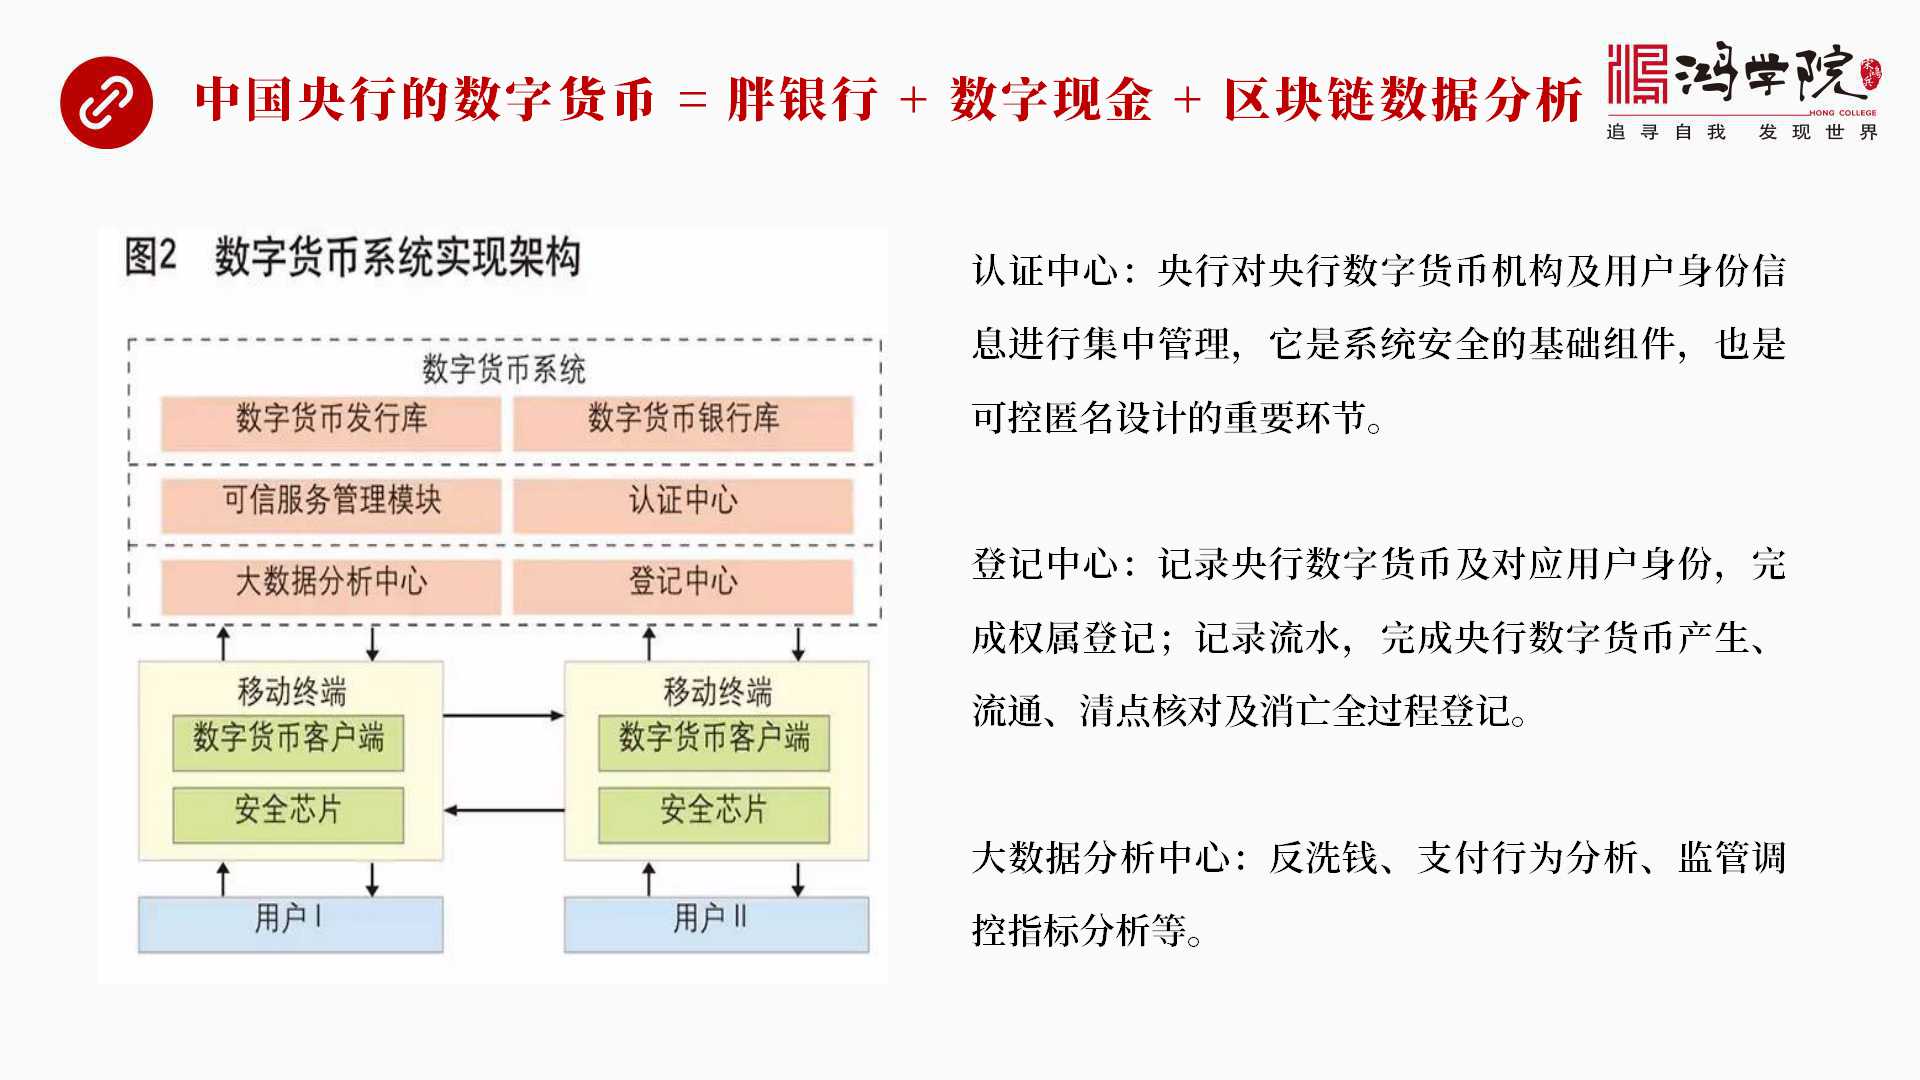 中国央行的数字货币 = 胖银行 + 数字现金 + 区块链数据分析
鸿学院
HONG COLLEGE
追寻自我 发现世界
图2 数字货币系统实现架构
数字货币系统
数字货币发行库 数字货币银行库
可信服务管理模块 认证中心
大数据分析中心 登记中心
移动终端 移动终端
数字货币客户端 数字货币客户端
安全芯片 安全芯片
用户 I 用户 II
认证中心：央行对央行数字货币机构及用户身份信
息进行集中管理，它是系统安全的基础组件，也是
可控匿名设计的重要环节。
登记中心：记录央行数字货币及对应用户身份，完
成权属登记；记录流水，完成央行数字货币产生、
流通、清点核对及消亡全过程登记。
大数据分析中心：反洗钱、支付行为分析、监管调
控指标分析等。